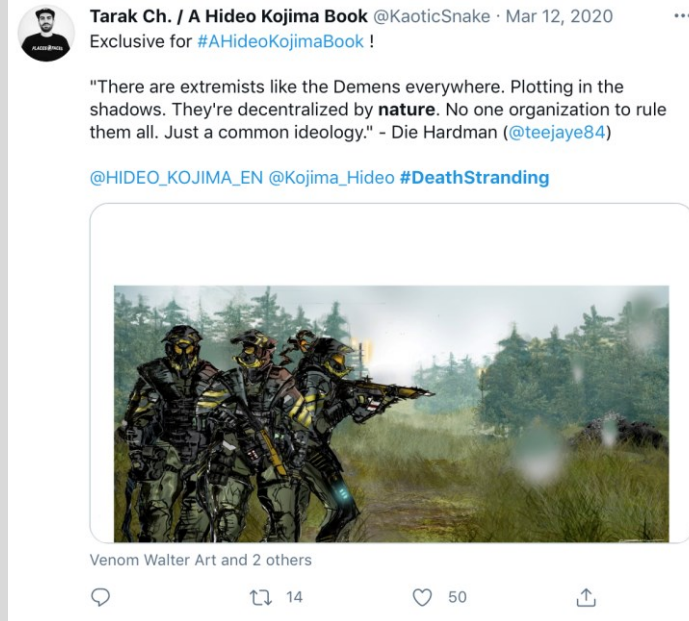 Tarak Ch. / A Hideo Kojima Book @KaoticSnake · Mar 12, 2020
Exclusive for #AHideoKojimaBook !
"There are extremists like the Demens everywhere. Plotting in the
shadows. They're decentralized by nature. No one organization to rule
them all. Just a common ideology." - Die Hardman (@teejaye84)
@HIDEO_KOJIMA_EN @Kojima_Hideo #DeathStranding
Venom Walter Art and 2 others
14
50